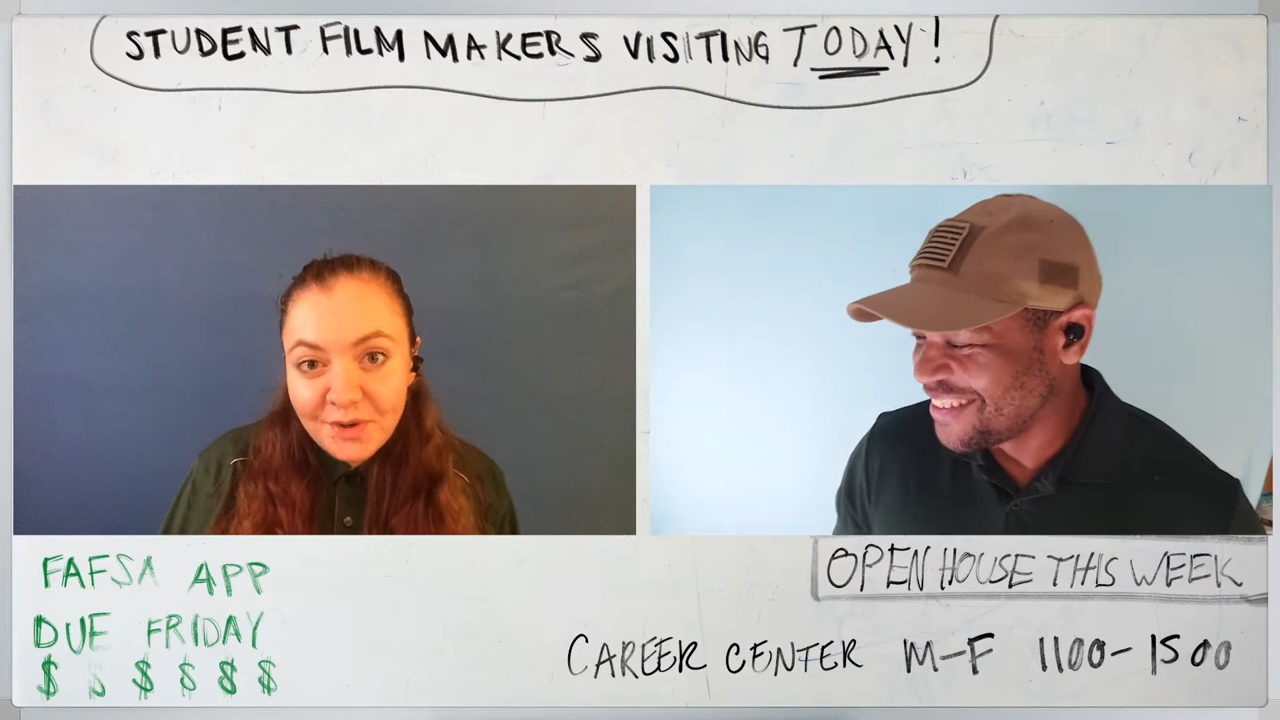 STUDENT FILM MAKERS VISITING TODAY!
FAFSA APP
DUE FRIDAY
$ $ $ $ $ $
OPEN HOUSE THIS WEEK
CAREER CENTER M-F 1100-1500